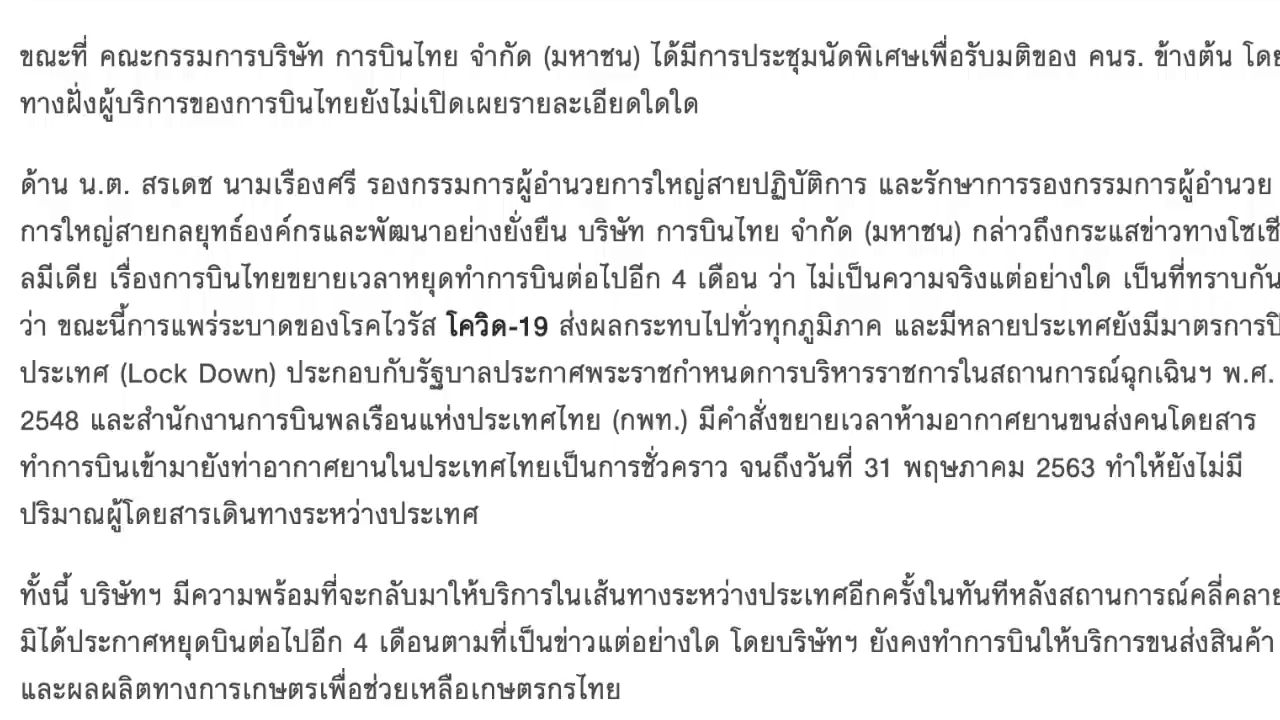 ขณะที่ คณะกรรมการบริษัท การบินไทย จำกัด (มหาชน) ได้มีการประชุมนัดพิเศษเพื่อรับมติของ คนร. ข้างต้น โดย
ทางฝั่งผู้บริการของการบินไทยยังไม่เปิดเผยรายละเอียดใดใด
ด้าน น.ต. สรเดช นามเรืองศรี รองกรรมการผู้อำนวยการใหญ่สายปฏิบัติการ และรักษาการรองกรรมการผู้อำนวย
การใหญ่สายกลยุทธ์องค์กรและพัฒนาอย่างยั่งยืน บริษัท การบินไทย จำกัด (มหาชน) กล่าวถึงกระแสข่าวทางโซเชี
ลมีเดีย เรื่องการบินไทยขยายเวลาหยุดทำการบินต่อไปอีก 4 เดือน ว่า ไม่เป็นความจริงแต่อย่างใด เป็นที่ทราบกัน
ว่า ขณะนี้การแพร่ระบาดของโรคไวรัส โควิด-19 ส่งผลกระทบไปทั่วทุกภูมิภาค และมีหลายประเทศยังมีมาตรการปิ
ประเทศ (Lock Down) ประกอบกับรัฐบาลประกาศพระราชกำหนดการบริหารราชการในสถานการณ์ฉุกเฉินฯ พ.ศ.
2548 และสำนักงานการบินพลเรือนแห่งประเทศไทย (กพท.) มีคำสั่งขยายเวลาห้ามอากาศยานขนส่งคนโดยสาร
ทำการบินเข้ามายังท่าอากาศยานในประเทศไทยเป็นการชั่วคราว จนถึงวันที่ 31 พฤษภาคม 2563 ทำให้ยังไม่มี
ปริมาณผู้โดยสารเดินทางระหว่างประเทศ
ทั้งนี้ บริษัทฯ มีความพร้อมที่จะกลับมาให้บริการในเส้นทางระหว่างประเทศอีกครั้งในทันทีหลังสถานการณ์คลี่คลาย
มิได้ประกาศหยุดบินต่อไปอีก 4 เดือนตามที่เป็นข่าวแต่อย่างใด โดยบริษัทฯ ยังคงทำการบินให้บริการขนส่งสินค้า
และผลผลิตทางการเกษตรเพื่อช่วยเหลือเกษตรกรไทย